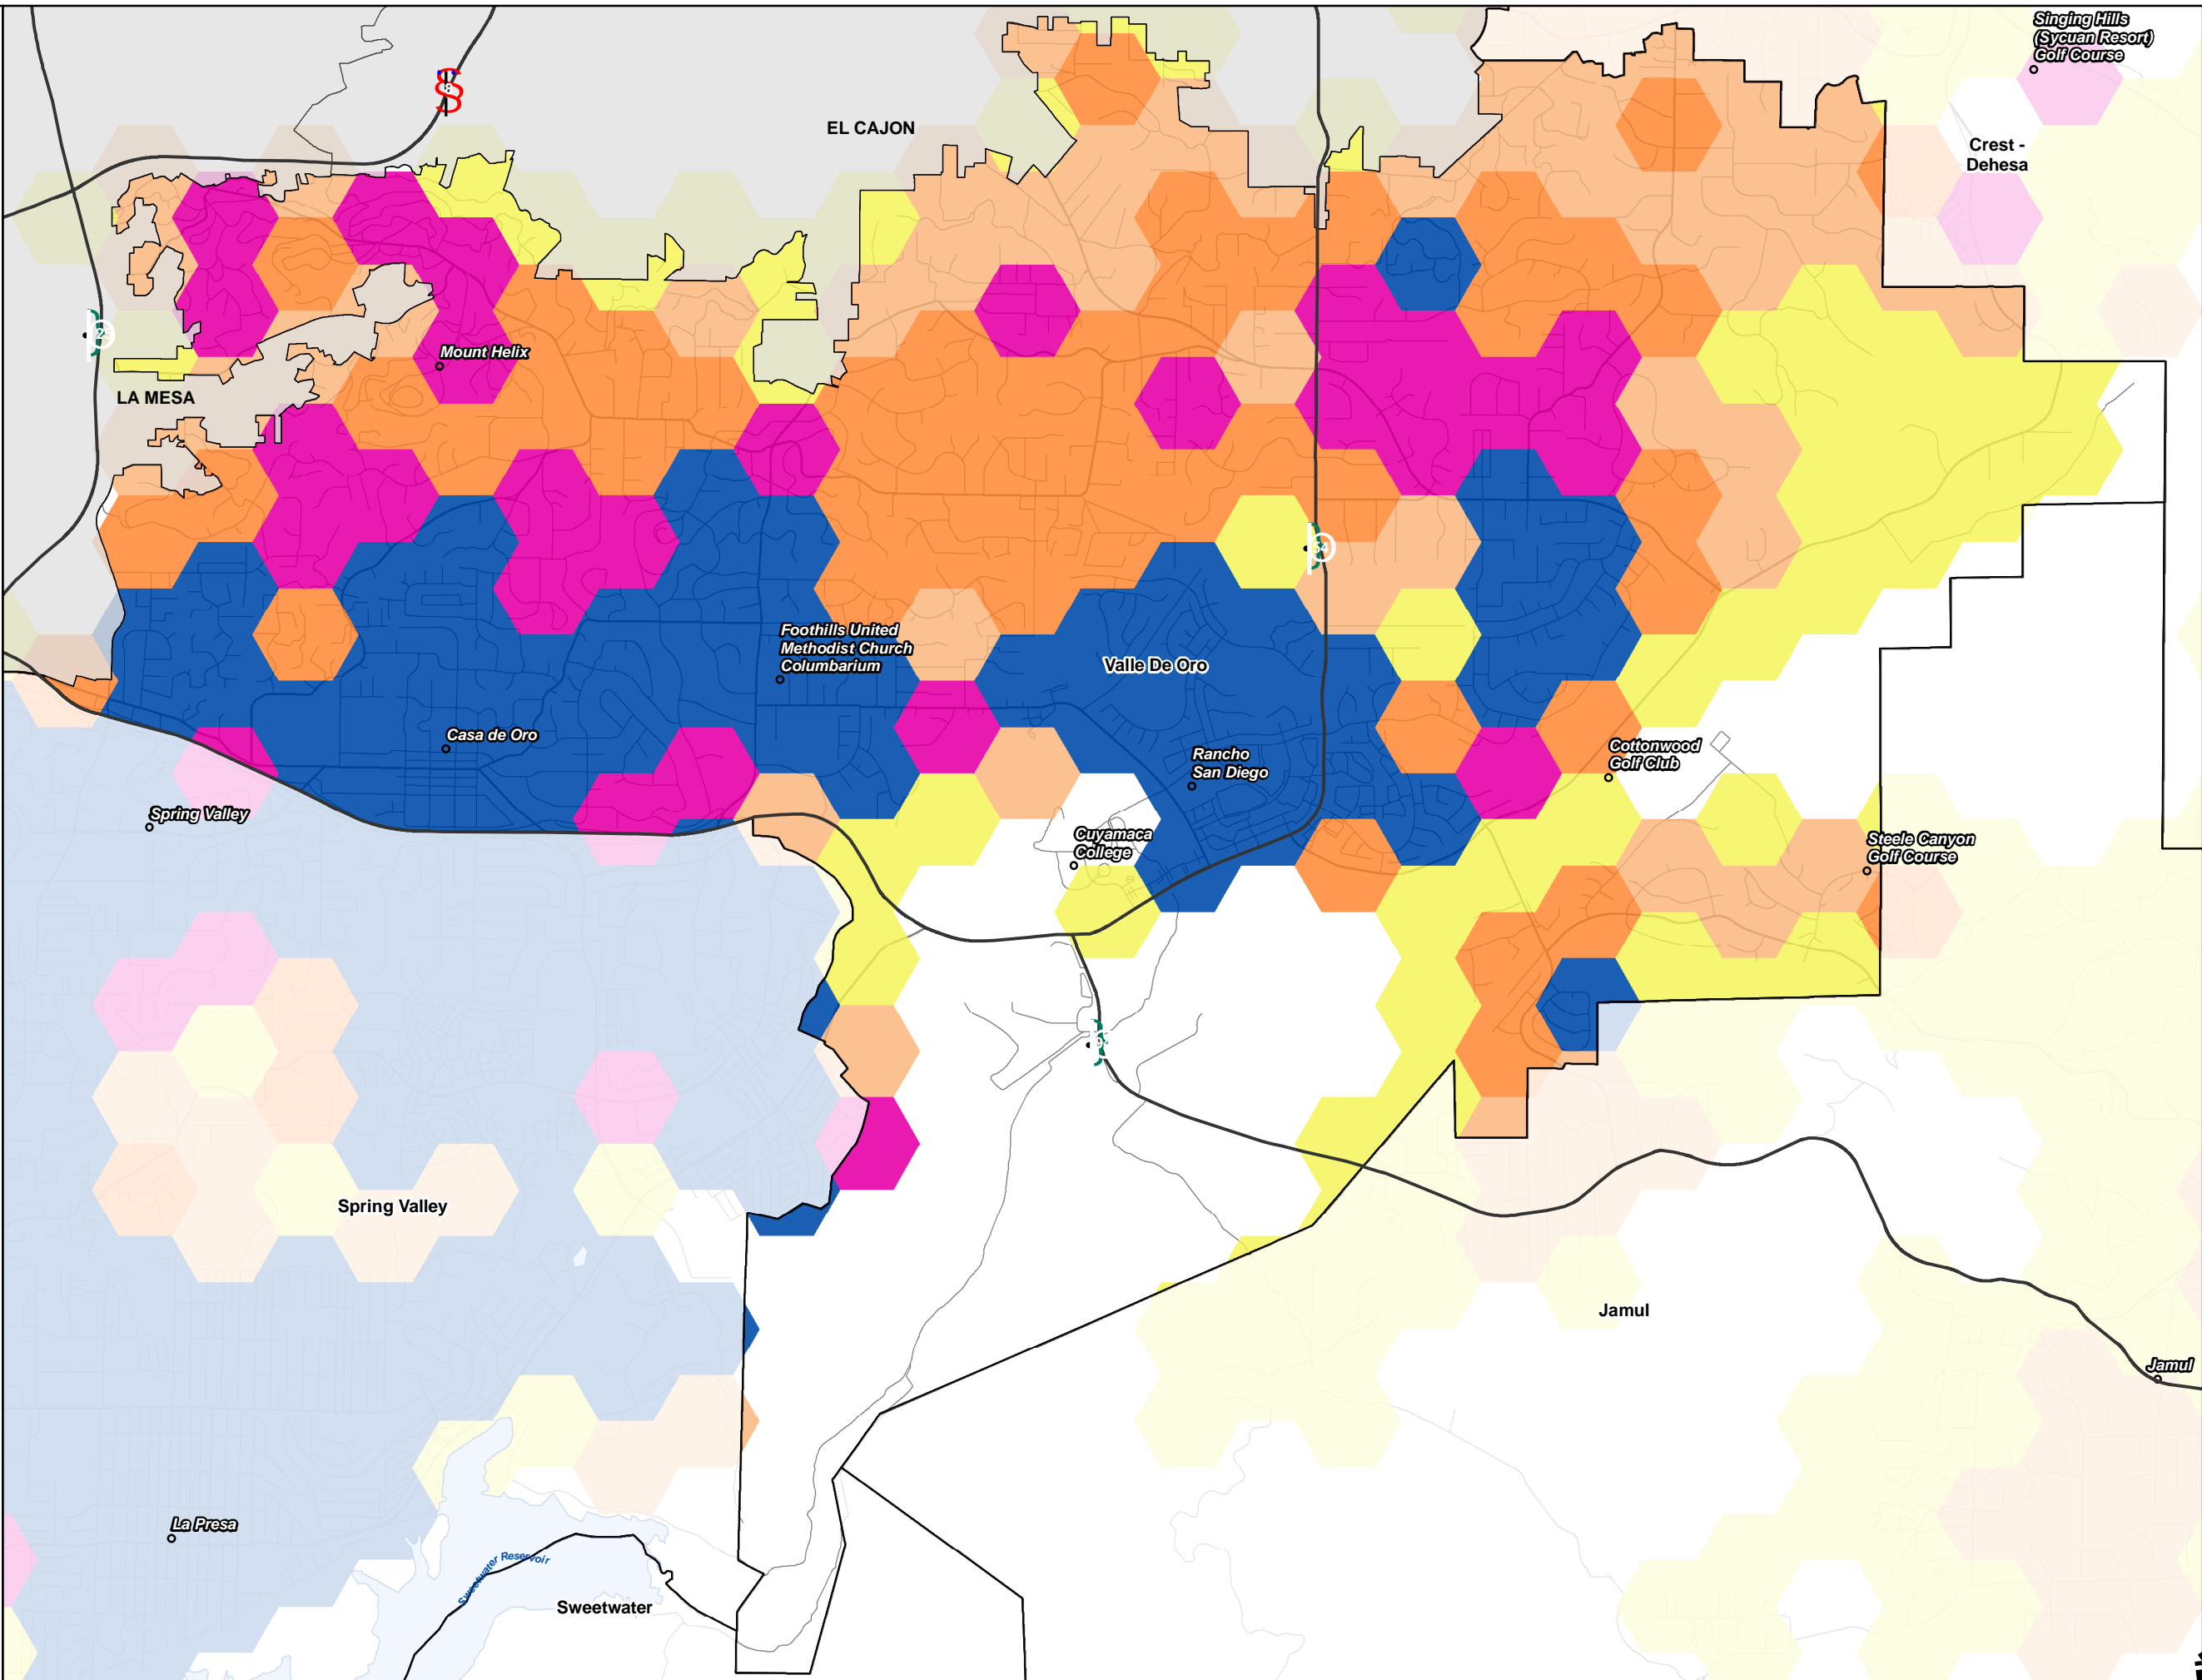 Singing Hills
(Sycuan Resort)
Golf Course
8
EL CAJON
Crest -
Dehesa
Mount Helix
LA MESA
54
Foothills United
Methodist Church
Columbarium
Valle De Oro
Casa de Oro
Rancho
San Diego
Cottonwood
Golf Club
Spring Valley
Cuyamaca
College
Steele Canyon
Golf Course
Spring Valley
Jamul
Jamul
La Presa
Sweetwater Reservoir
Sweetwater